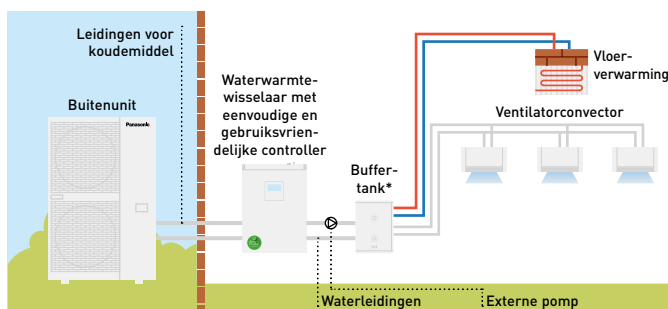 Leidingen voor
koudemiddel
Buitenunit
Panasonic
Waterwarmte-
wisselaar met
eenvoudige en
gebruiksvrien-
delijke controller
Buffer-
tank*
Vloer-
verwarming
Ventilatorconvector
Waterleidingen
Externe pomp